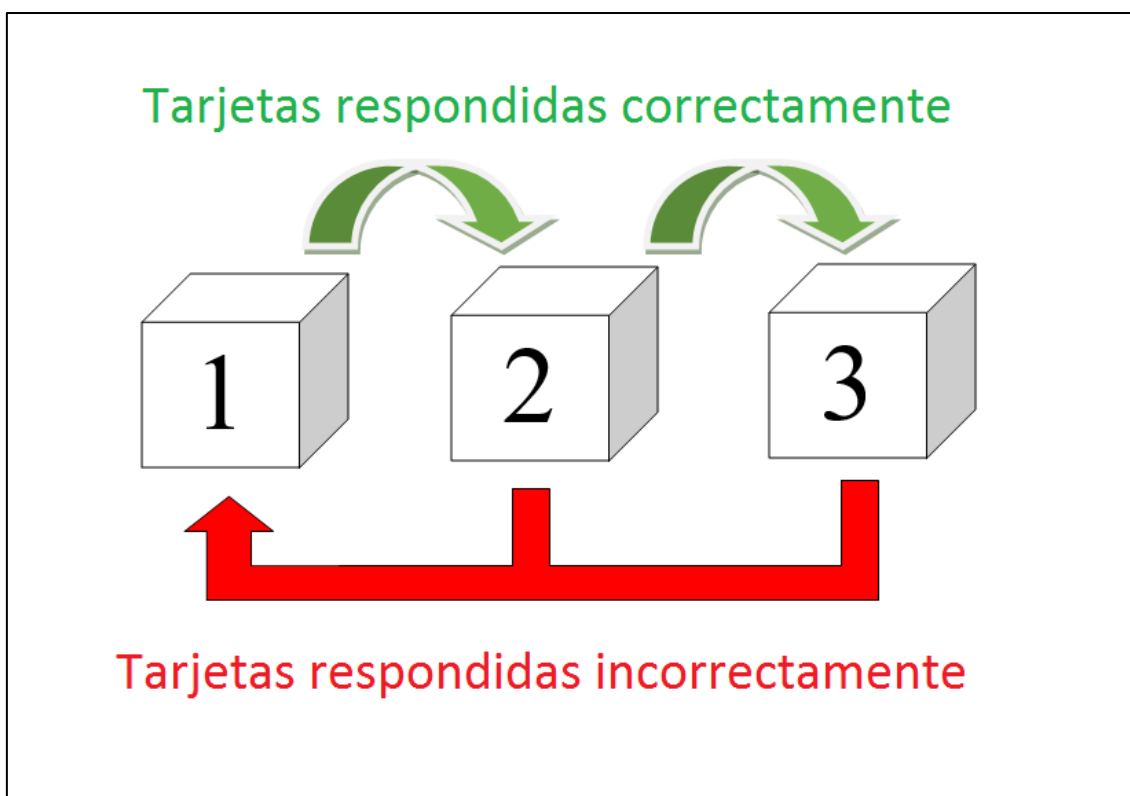 Tarjetas respondidas correctamente
1 2 3
Tarjetas respondidas incorrectamente